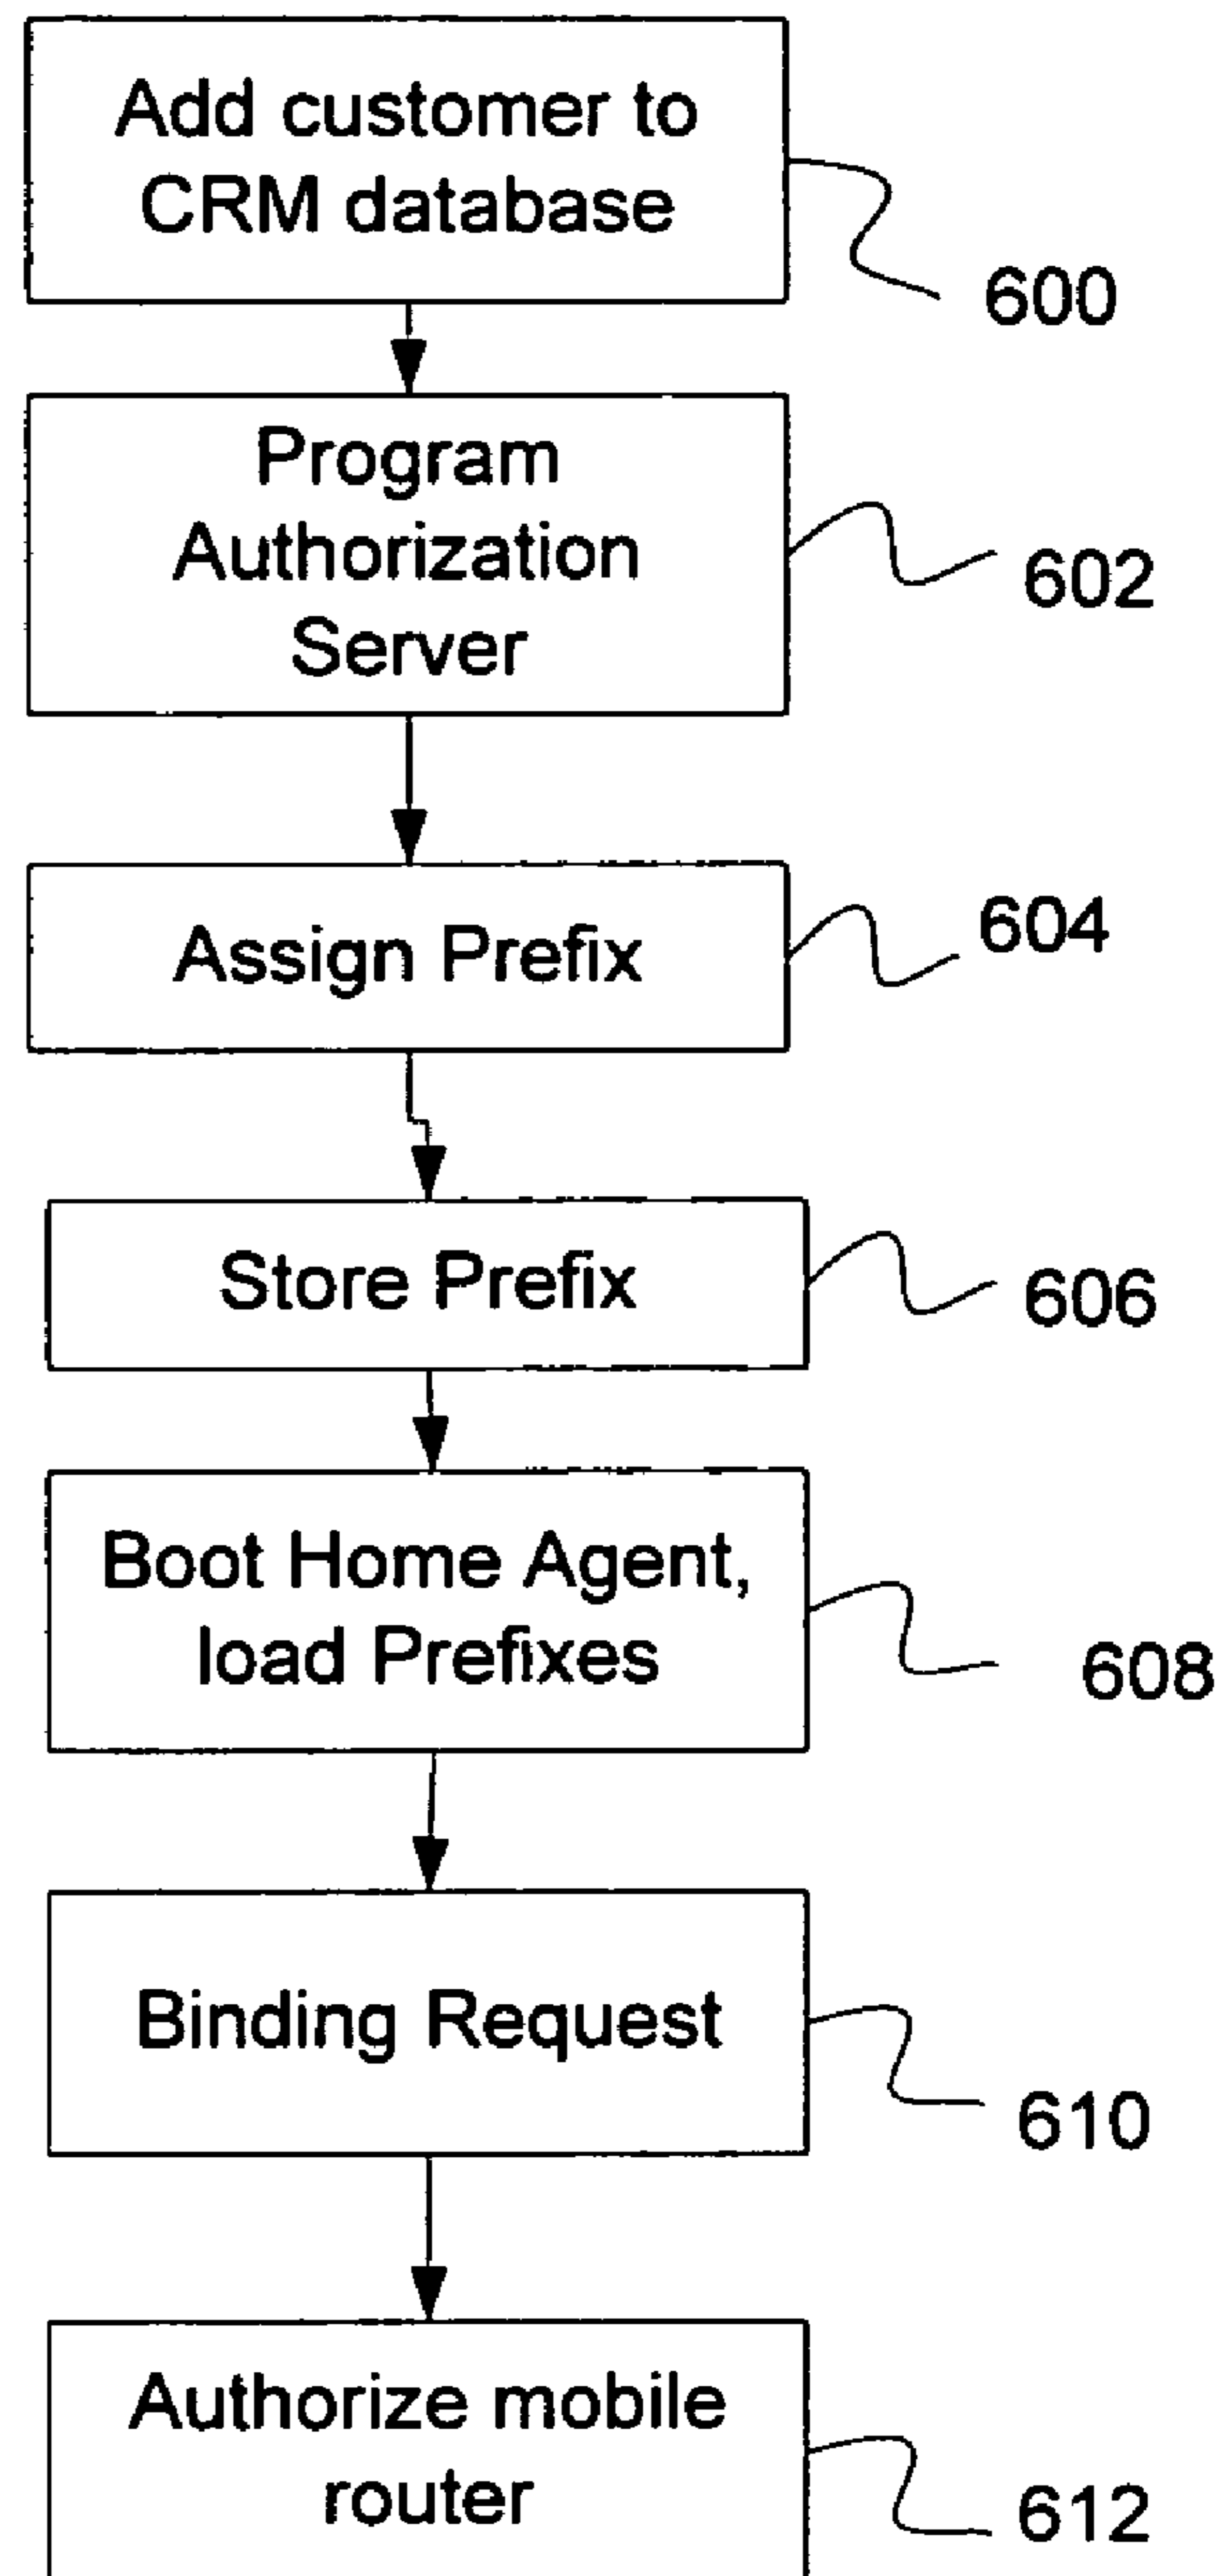 Add customer to
CRM database
600
Program
Authorization
Server
602
Assign Prefix
604
Store Prefix
606
Boot Home Agent,
load Prefixes
608
Binding Request
610
Authorize mobile
router
612